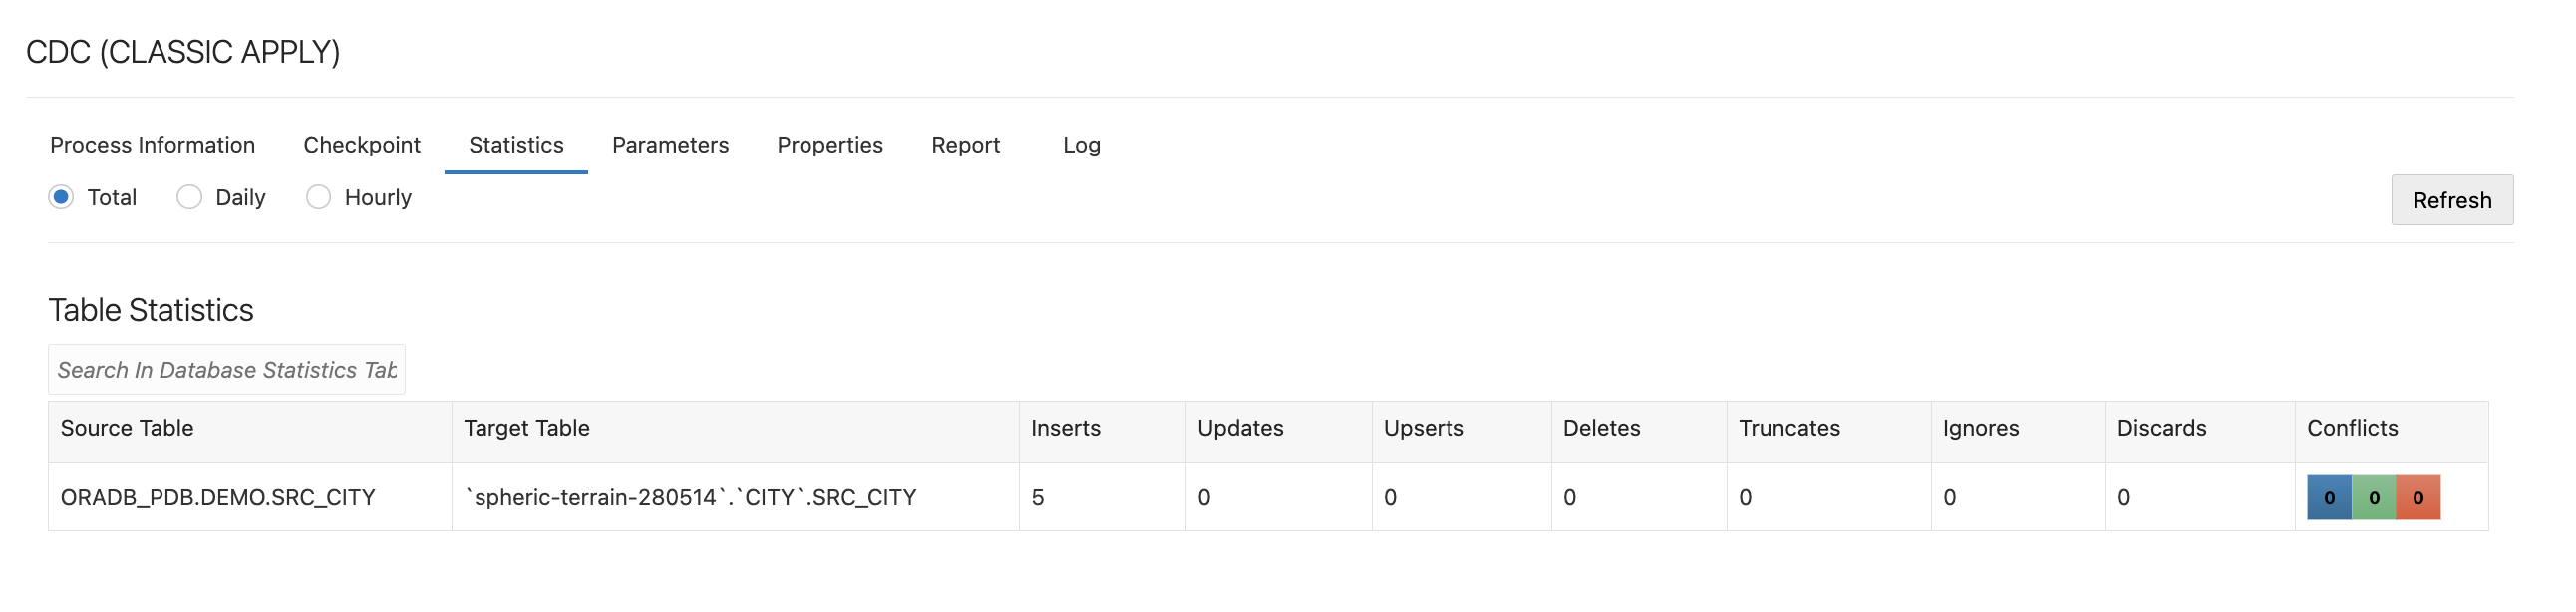 CDC (CLASSIC APPLY)
Process Information Checkpoint Statistics Parameters Properties Report Log
Total Daily Hourly
Refresh
Table Statistics
Search In Database Statistics Tab
Source Table Target Table Inserts Updates Upserts Deletes Truncates Ignores Discards Conflicts
ORADB_PDB.DEMO.SRC_CITY `spheric-terrain-280514`.`CITY`.SRC_CITY 5 0 0 0 0 0 0 0 0 0